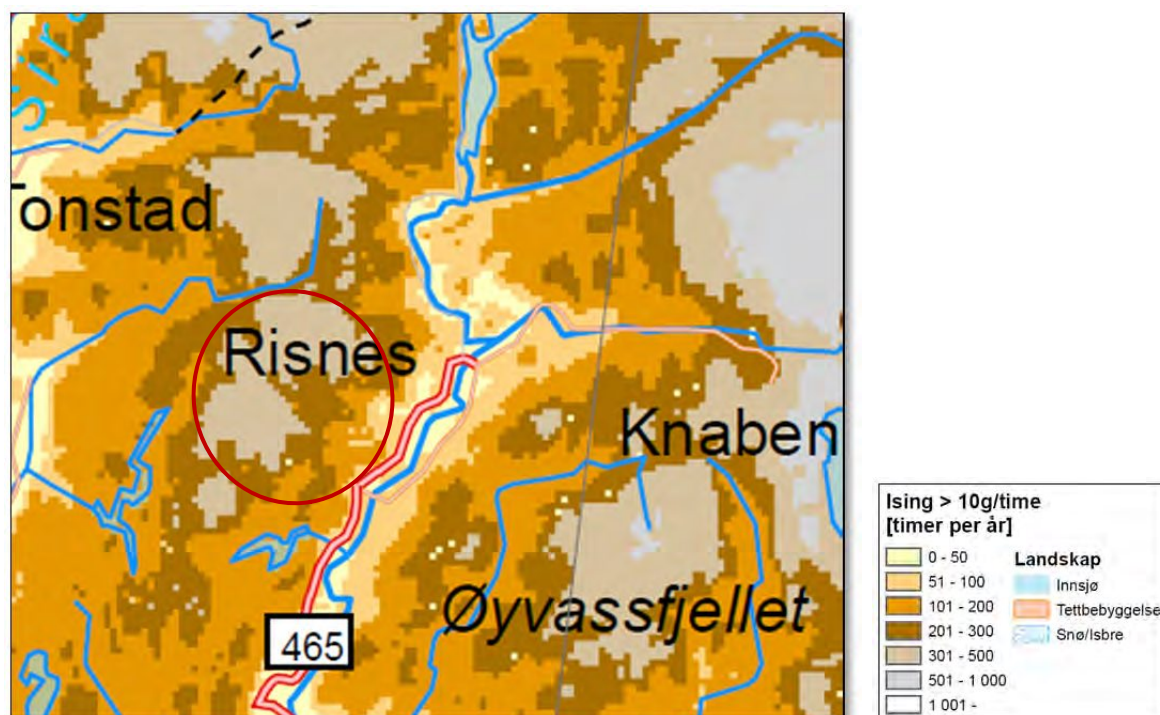 Sir
Tonstad
Risnes
Knaben
Øyvassfjellet
465
Ising > 10g/time
[timer per år]
0 - 50
51 - 100
101 - 200
201 - 300
301 - 500
501 - 1 000
1 001 -
Landskap
Innsjø
Tettbebyggelse
Snø/Isbre